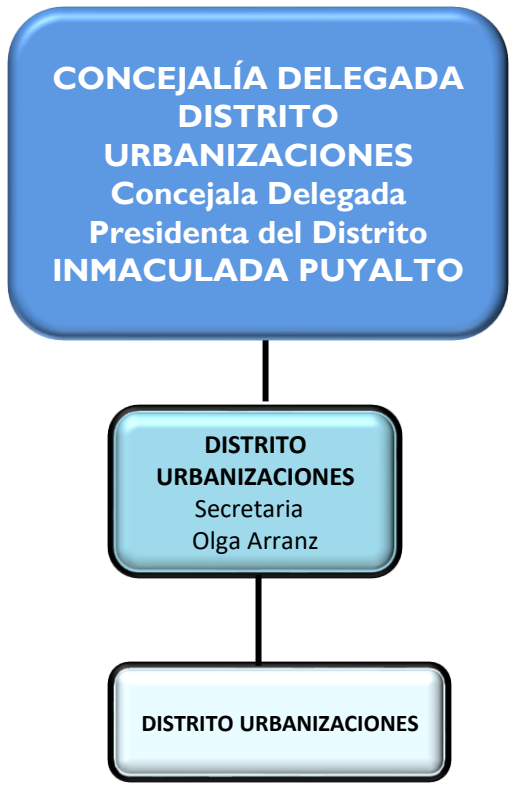 CONCEJALÍA DELEGADA
DISTRITO
URBANIZACIONES
Concejala Delegada
Presidenta del Distrito
INMACULADA PUYALTO
DISTRITO
URBANIZACIONES
Secretaria
Olga Arranz
DISTRITO URBANIZACIONES